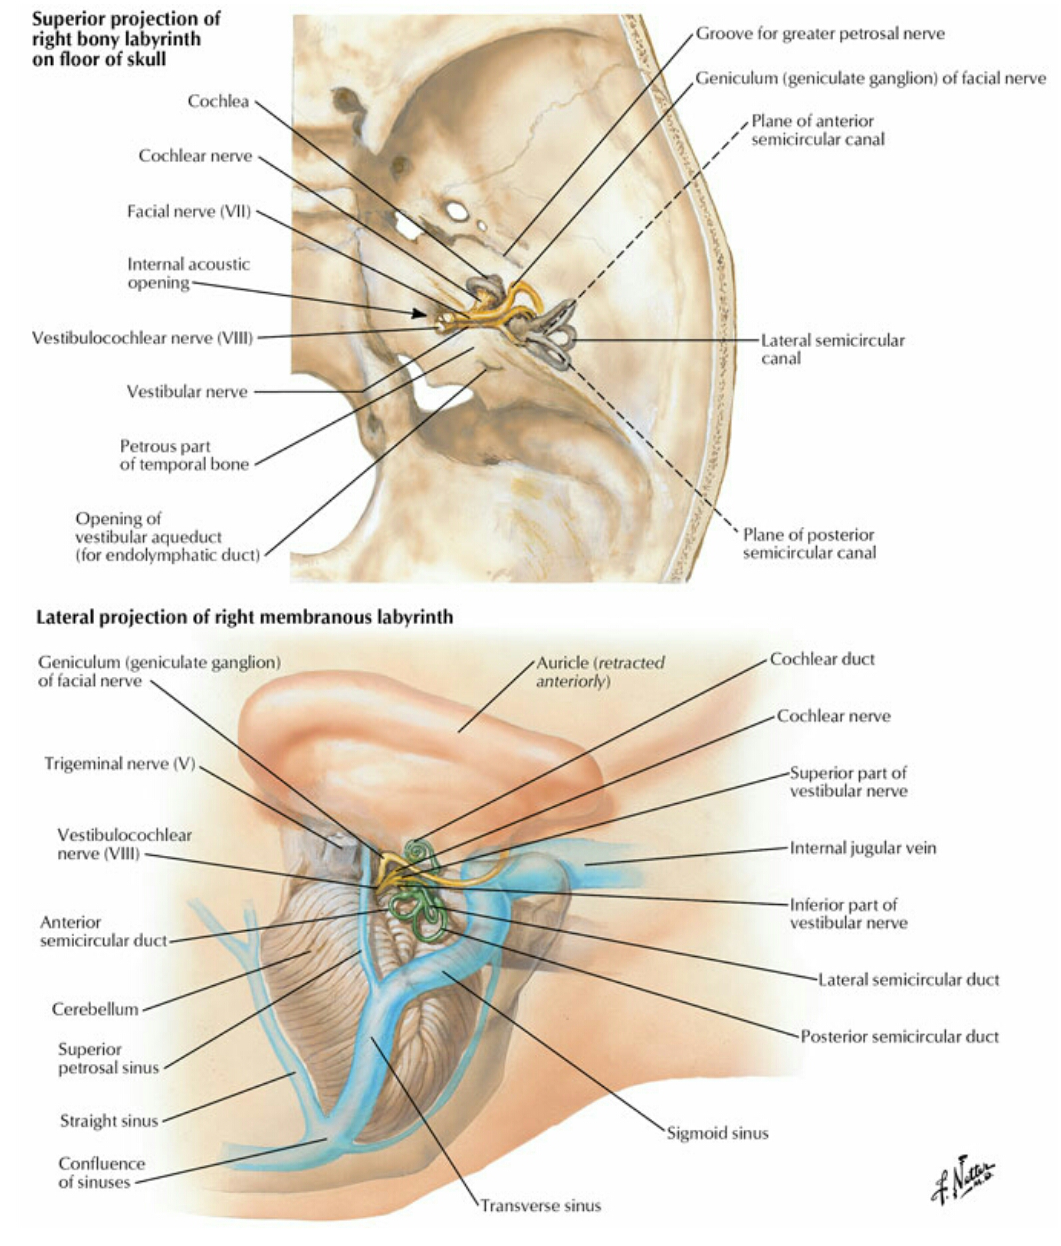 Superior projection of
right bony labyrinth
on floor of skull
Groove for greater petrosal nerve
Geniculum (geniculate ganglion) of facial nerve
Cochlea
Plane of anterior
semicircular canal
Cochlear nerve
Facial nerve (VII)
Internal acoustic
opening
Vestibulocochlear nerve (VIII)
Lateral semicircular
canal
Vestibular nerve
Petrous part
of temporal bone
Opening of
vestibular aqueduct
(for endolymphatic duct)
Plane of posterior
semicircular canal
Lateral projection of right membranous labyrinth
Geniculum (geniculate ganglion)
of facial nerve
Auricle (retracted
anteriorly)
Cochlear duct
Cochlear nerve
Trigeminal nerve (V)
Superior part of
vestibular nerve
Vestibulocochlear
nerve (VIII)
Internal jugular vein
Inferior part of
vestibular nerve
Anterior
semicircular duct
Lateral semicircular duct
Cerebellum
Posterior semicircular duct
Superior
petrosal sinus
Straight sinus
Sigmoid sinus
Confluence
of sinuses
Transverse sinus
F. Netter
M.D.